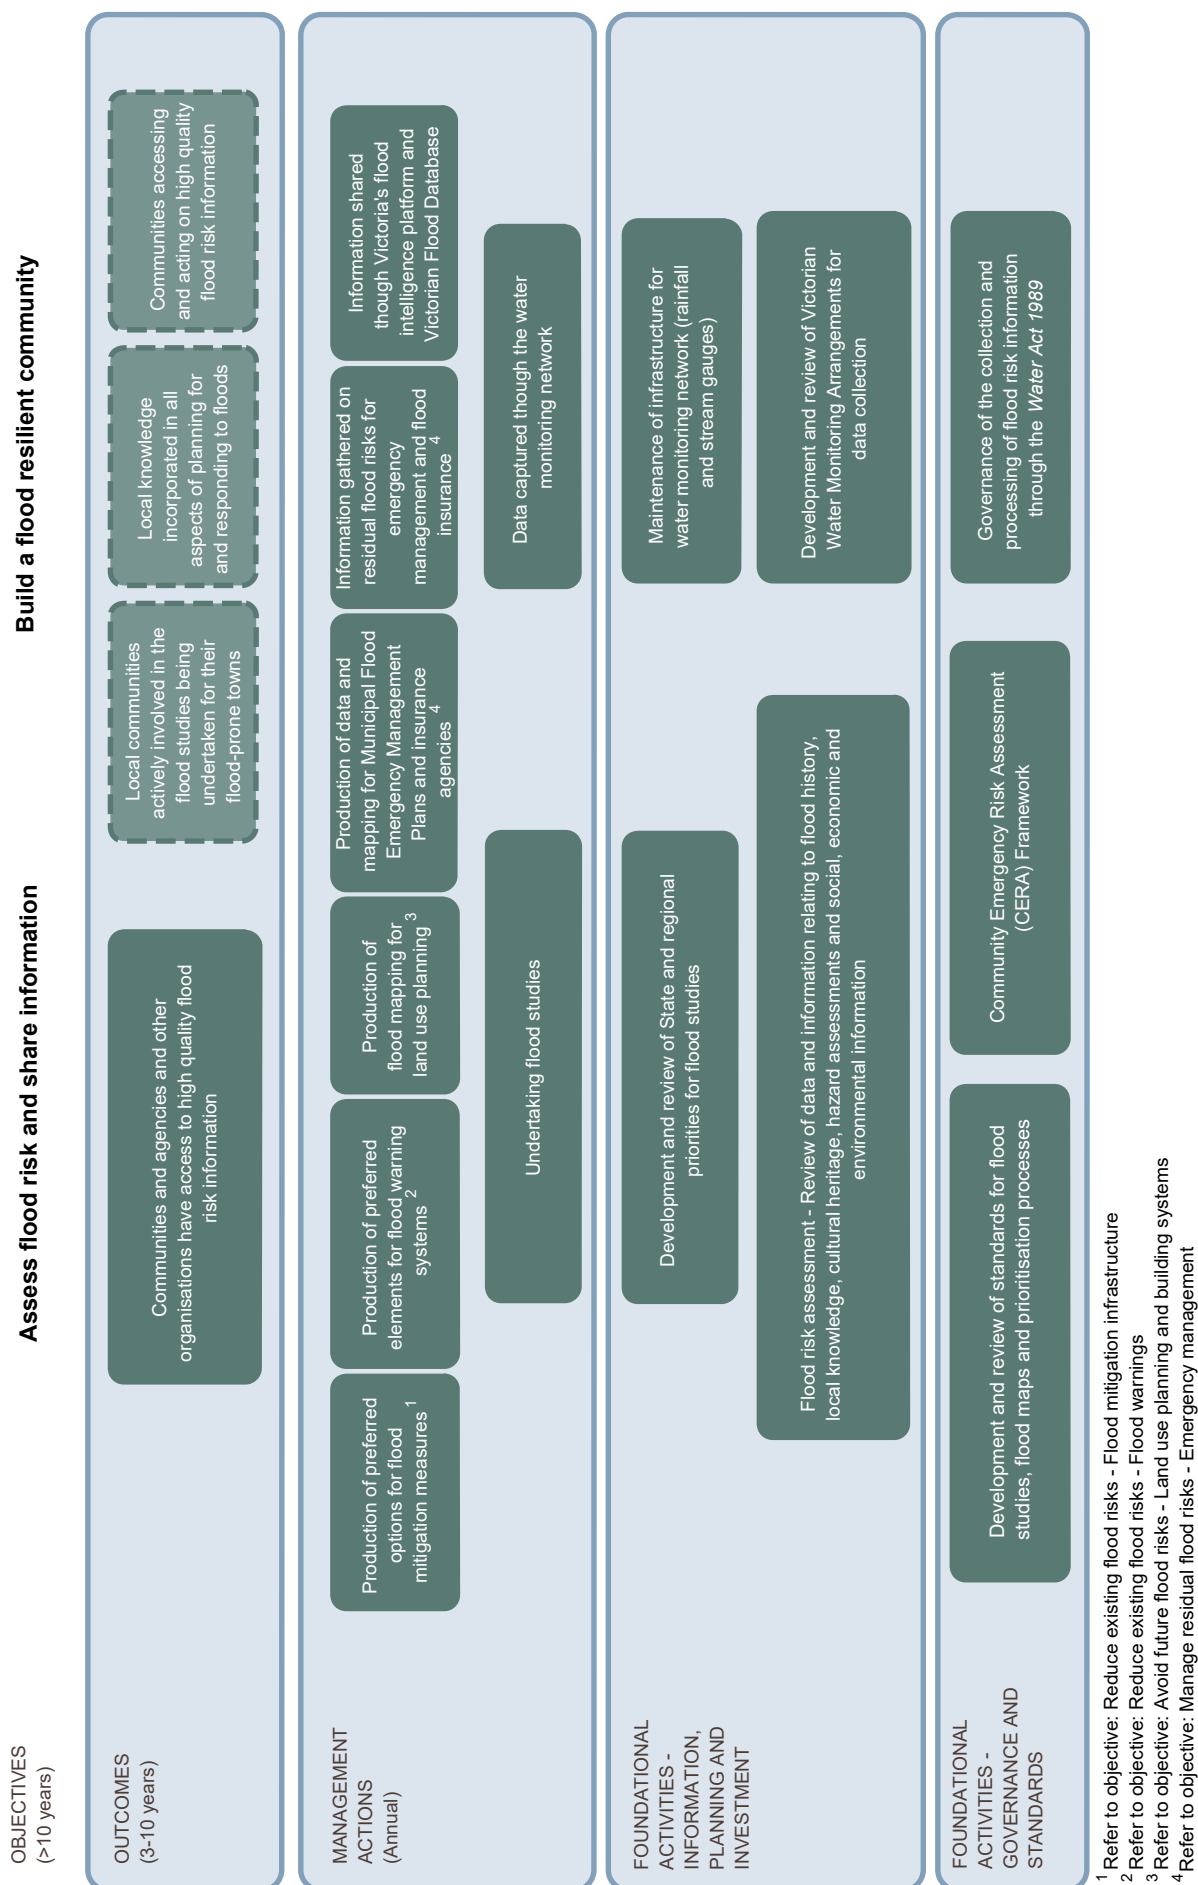 OBJECTIVES
(>10 years)
Assess flood risk and share information
Build a flood resilient community
OUTCOMES
(3-10 years)
Communities and agencies and other
organisations have access to high quality flood
risk information
Local communities
actively involved in the
flood studies being
undertaken for their
flood-prone towns
Local knowledge
incorporated in all
aspects of planning for
and responding to floods
Communities accessing
and acting on high quality
flood risk information
MANAGEMENT
ACTIONS
(Annual)
Production of preferred
options for flood
mitigation measures 1
Production of preferred
elements for flood warning
systems 2
Production of
flood mapping for
land use planning 3
Production of data and
mapping for Municipal Flood
Emergency Management
Plans and insurance
agencies 4
Information gathered on
residual flood risks for
emergency
management and flood
insurance 4
Information shared
though Victoria's flood
intelligence platform and
Victorian Flood Database
Undertaking flood studies
Data captured though the water
monitoring network
FOUNDATIONAL
ACTIVITIES -
INFORMATION,
PLANNING AND
INVESTMENT
Development and review of State and regional
priorities for flood studies
Maintenance of infrastructure for
water monitoring network (rainfall
and stream gauges)
Flood risk assessment - Review of data and information relating to flood history,
local knowledge, cultural heritage, hazard assessments and social, economic and
environmental information
Development and review of Victorian
Water Monitoring Arrangements for
data collection
FOUNDATIONAL
ACTIVITIES -
GOVERNANCE AND
STANDARDS
Development and review of standards for flood
studies, flood maps and prioritisation processes
Community Emergency Risk Assessment
(CERA) Framework
Governance of the collection and
processing of flood risk information
through the Water Act 1989
1 Refer to objective: Reduce existing flood risks - Flood mitigation infrastructure
2 Refer to objective: Reduce existing flood risks - Flood warnings
3 Refer to objective: Avoid future flood risks - Land use planning and building systems
4 Refer to objective: Manage residual flood risks - Emergency management